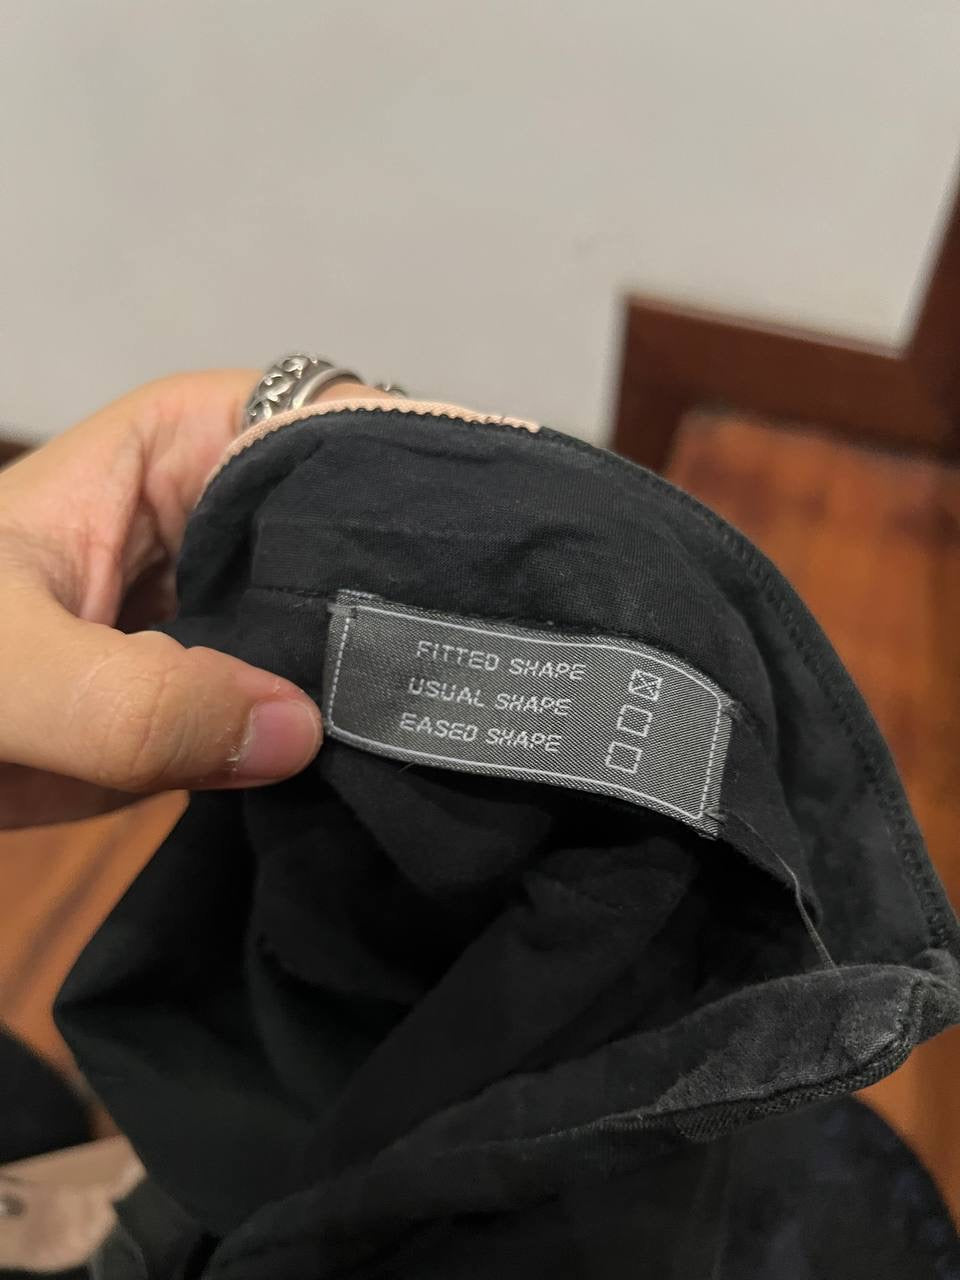 FITTED SHAPE ☒
USUAL SHAPE ☐
EASED SHAPE ☐